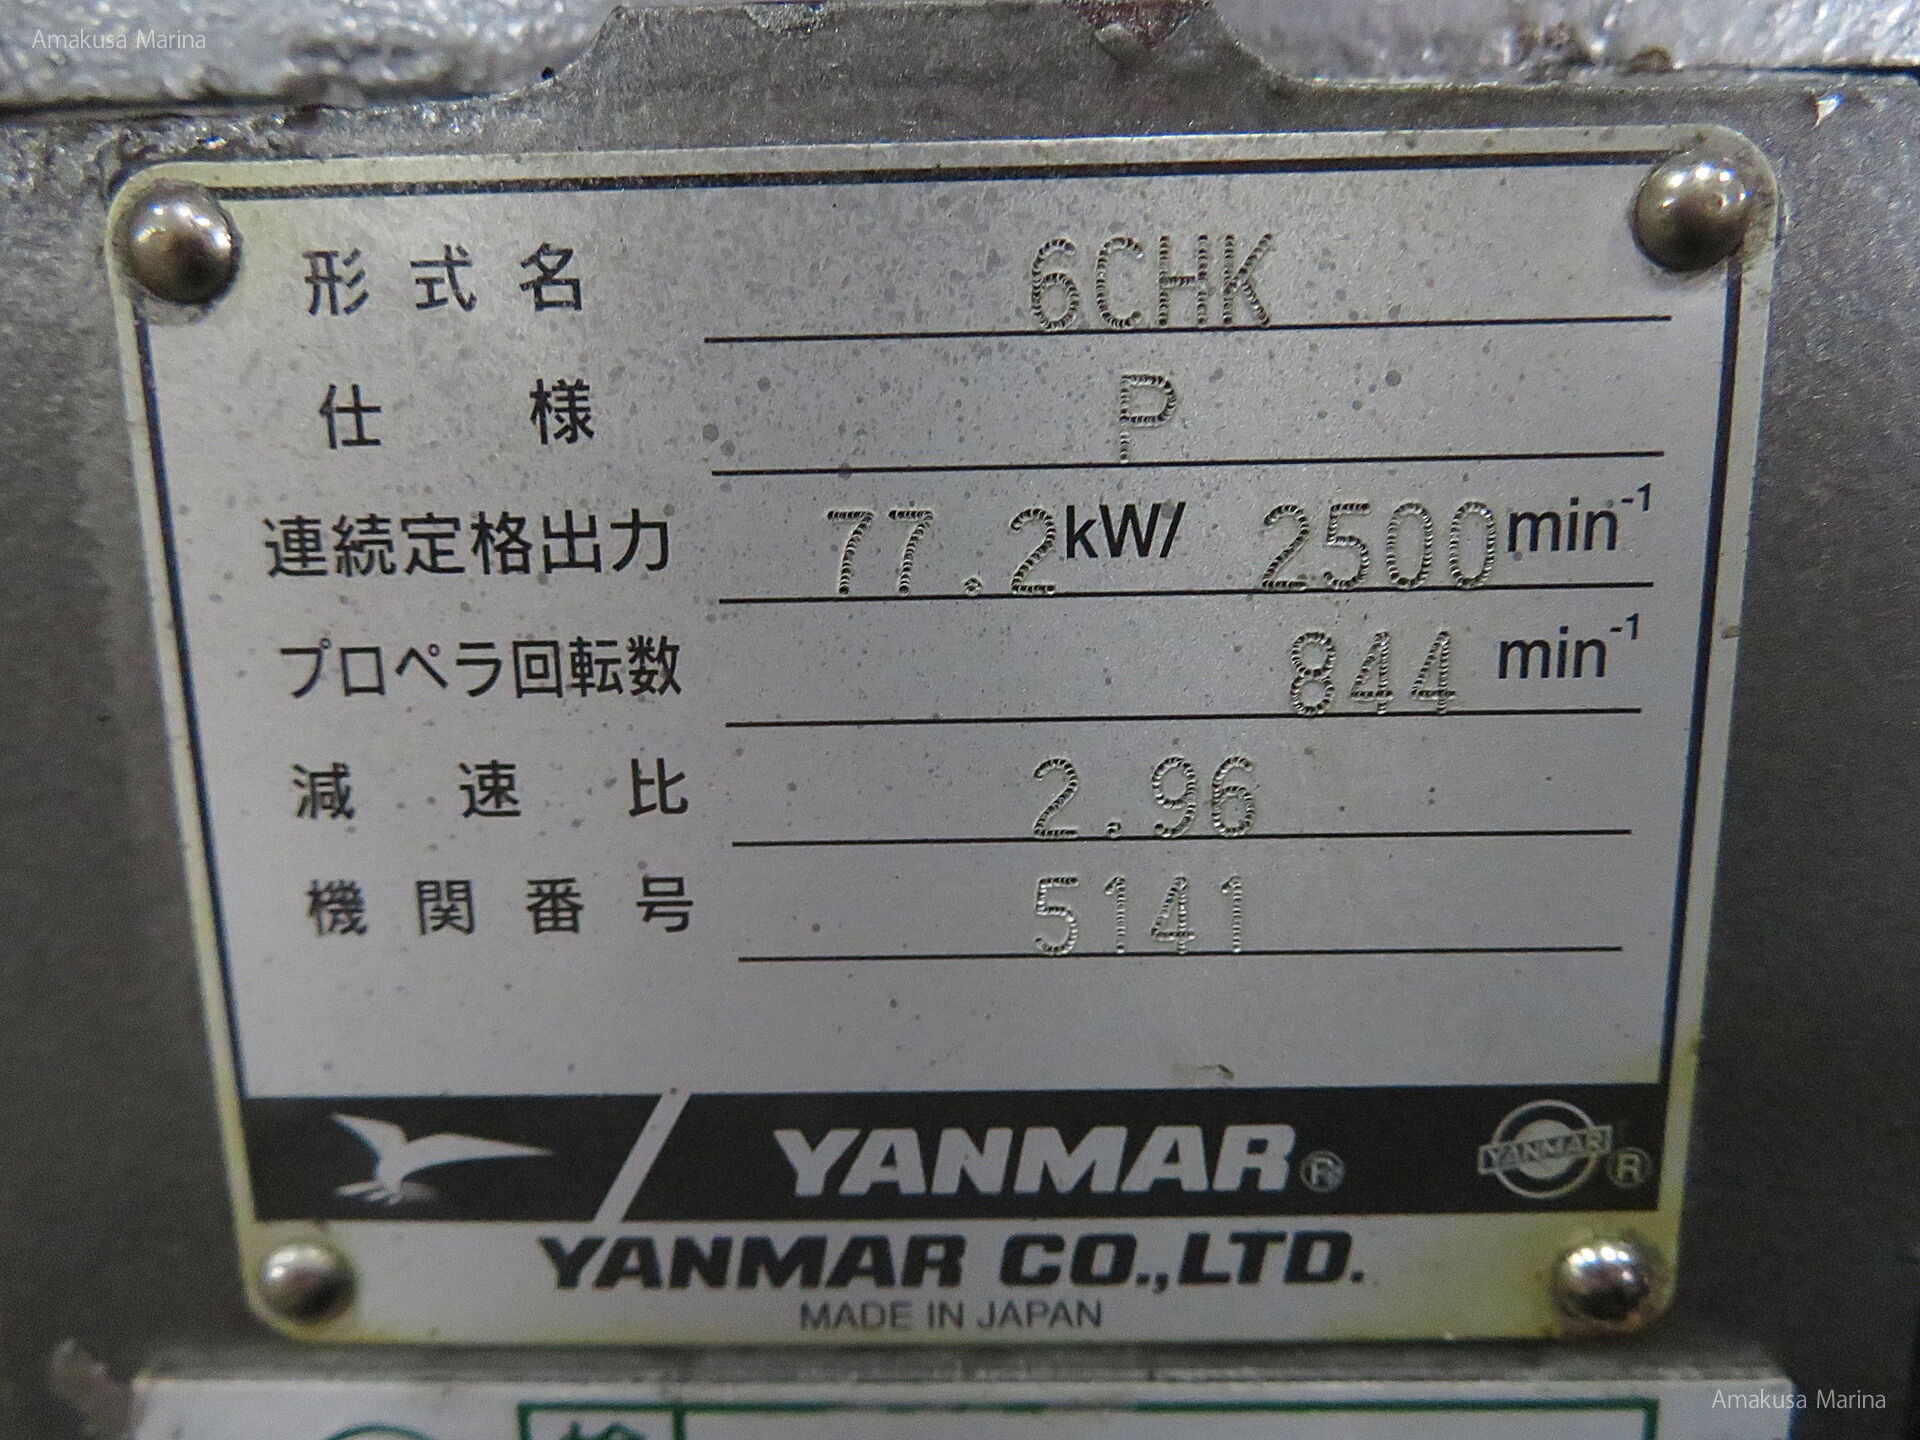 Amakusa Marina
形式名 6CHK
仕様 P
連続定格出力 77.2kW/ 2500min-1
プロペラ回転数 844 min-1
減速比 2.96
機関番号 5141
YANMAR® YANMAR®
YANMAR CO.,LTD.
MADE IN JAPAN
Amakusa Marina